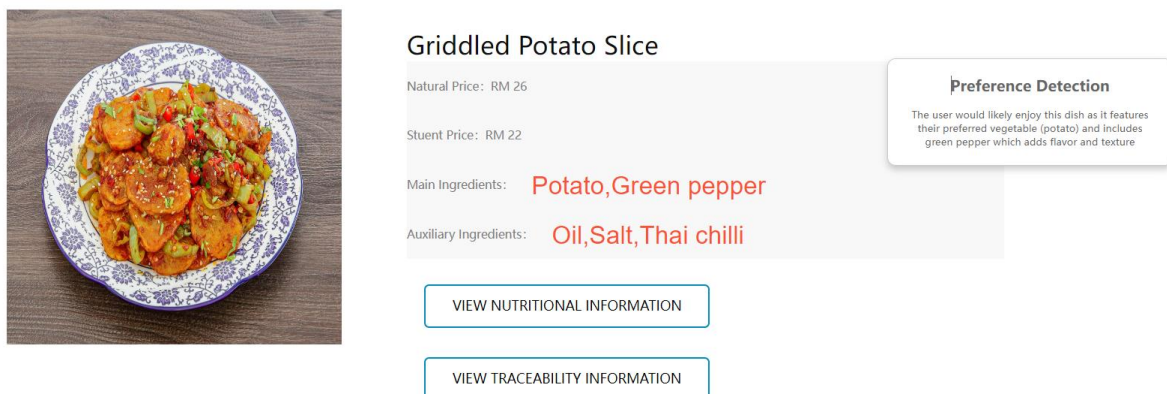 Griddled Potato Slice
Natural Price: RM 26
Stuent Price: RM 22
Main Ingredients: Potato,Green pepper
Auxiliary Ingredients: Oil,Salt,Thai chilli
Preference Detection
The user would likely enjoy this dish as it features
their preferred vegetable (potato) and includes
green pepper which adds flavor and texture
VIEW NUTRITIONAL INFORMATION
VIEW TRACEABILITY INFORMATION